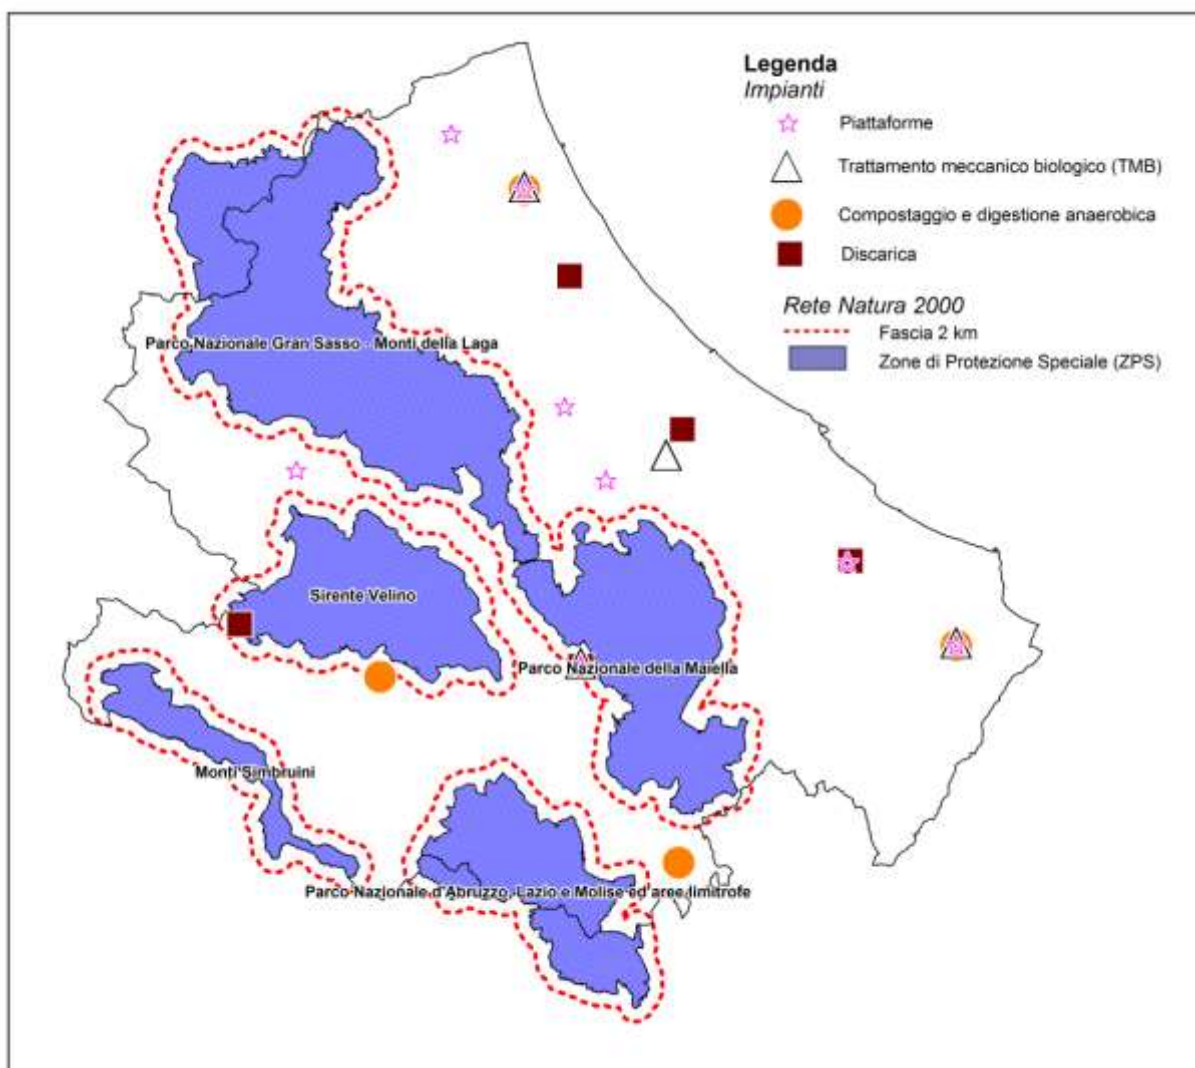 Legenda
Impianti
Piattaforme
Trattamento meccanico biologico (TMB)
Compostaggio e digestione anaerobica
Discarica
Rete Natura 2000
Fascia 2 km
Zone di Protezione Speciale (ZPS)
Parco Nazionale Gran Sasso - Monti della Laga
Sirente Velino
Parco Nazionale della Maiella
Monti Simbruini
Parco Nazionale d'Abruzzo, Lazio e Molise ed aree limitrofe